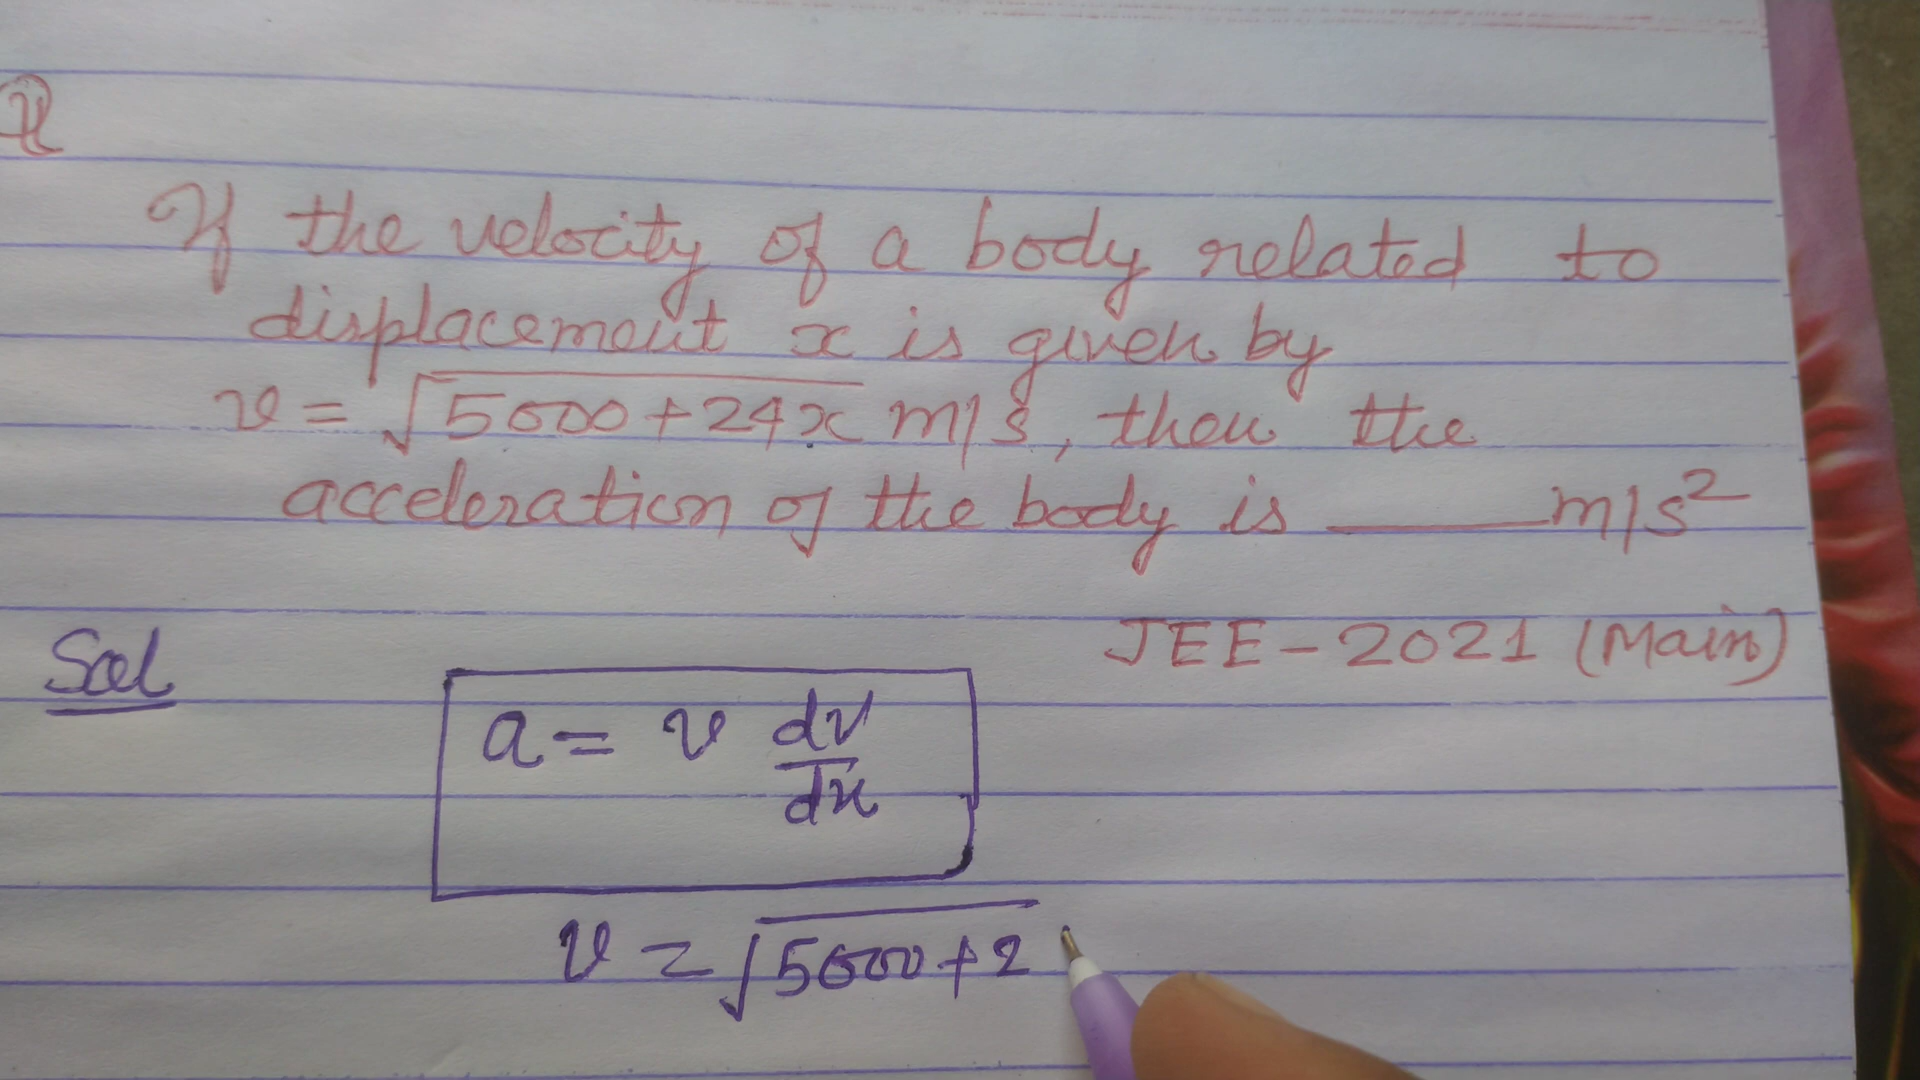 Q
If the velocity of a body related to
displacement x is given by
v = √5000+24x m/s, then the
acceleration of the body is ____ m/s²
JEE-2021 (Main)
Sol
a = v dv/dx
v = √5000+2